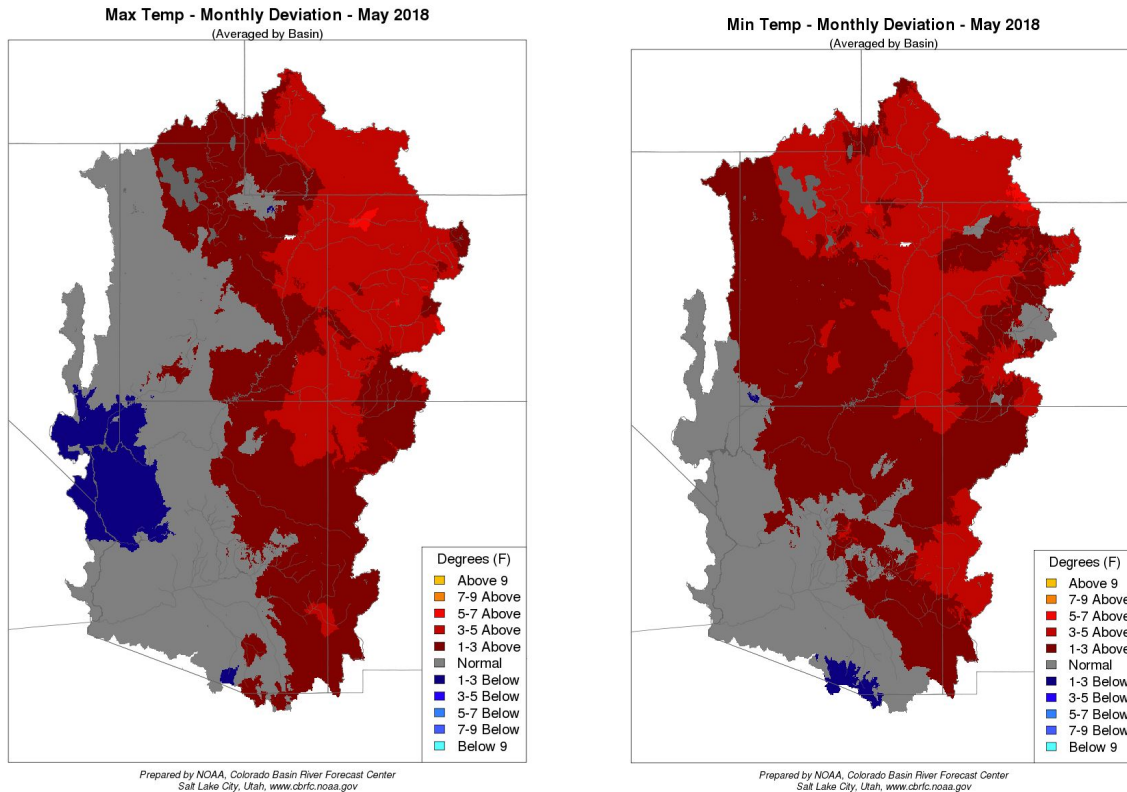 Max Temp - Monthly Deviation - May 2018
(Averaged by Basin)
Degrees (F)
Above 9
7-9 Above
5-7 Above
3-5 Above
1-3 Above
Normal
1-3 Below
3-5 Below
5-7 Below
7-9 Below
Below 9
Prepared by NOAA, Colorado Basin River Forecast Center
Salt Lake City, Utah, www.cbrfc.noaa.gov
Min Temp - Monthly Deviation - May 2018
(Averaged by Basin)
Degrees (F)
Above 9
7-9 Above
5-7 Above
3-5 Above
1-3 Above
Normal
1-3 Below
3-5 Below
5-7 Below
7-9 Below
Below 9
Prepared by NOAA, Colorado Basin River Forecast Center
Salt Lake City, Utah, www.cbrfc.noaa.gov